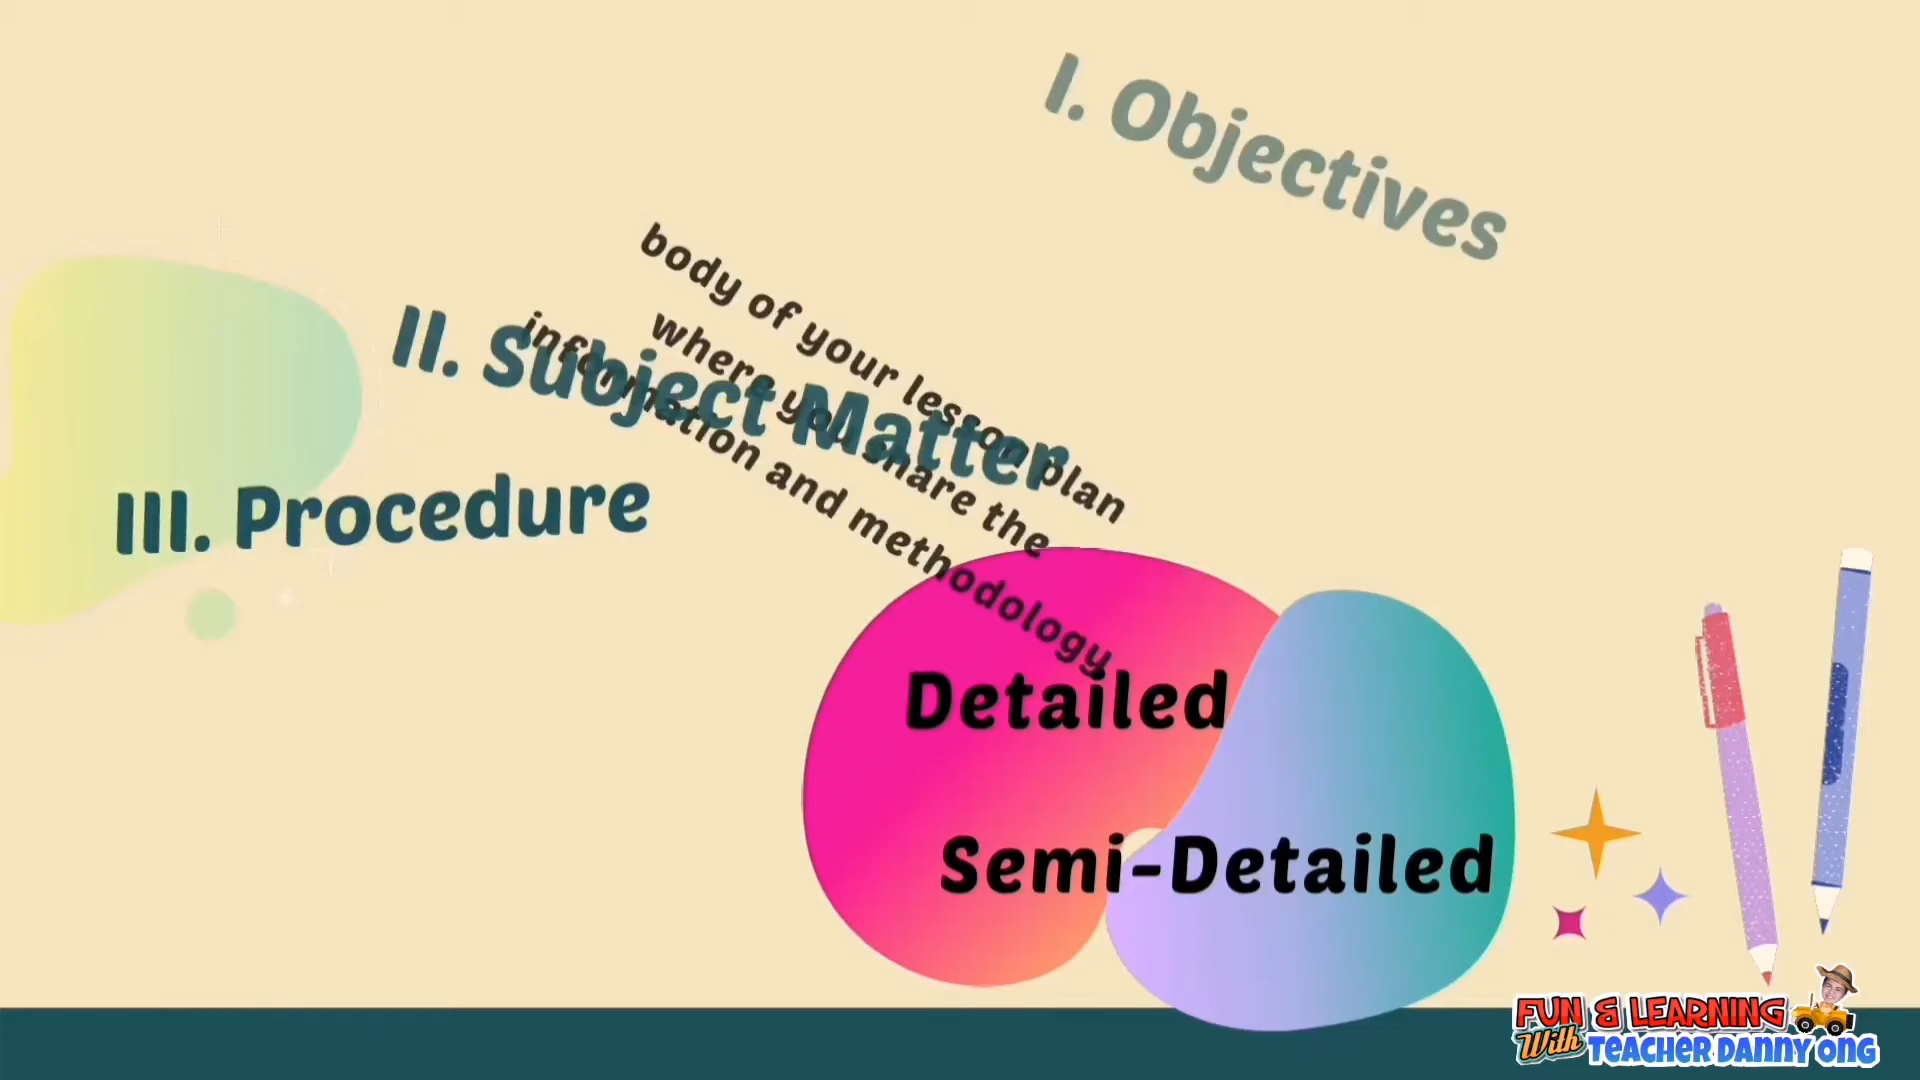 I. Objectives
body of your lesson plan
where you share the
information and methodology
II. Subject Matter
III. Procedure
Detailed
Semi-Detailed
FUN & LEARNING
With TEACHER DANNY ONG